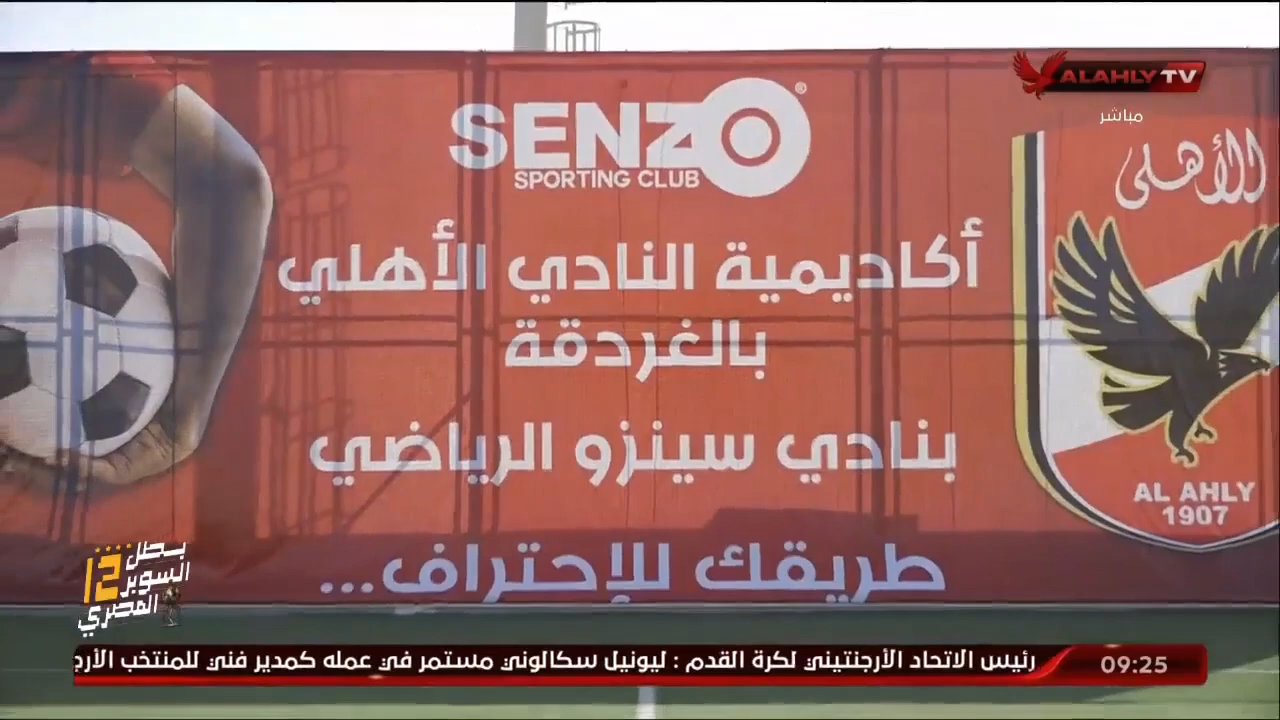 ALAHLY TV
مباشر
SENZO®
SPORTING CLUB
الأهلى
أكاديمية النادي الأهلي
بالغردقة
بنادي سينزو الرياضي
AL AHLY
1907
طريقك للإحتراف...
بطل
السوبر 12
المصري
رئيس الاتحاد الأرجنتيني لكرة القدم : ليونيل سكالوني مستمر في عمله كمدير فني للمنتخب
09:25